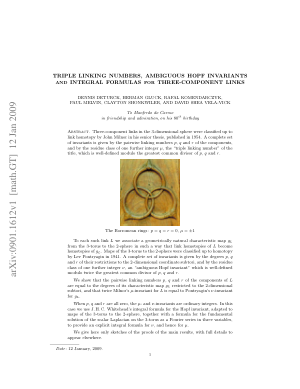 TRIPLE LINKING NUMBERS, AMBIGUOUS HOPF INVARIANTS
AND INTEGRAL FORMULAS FOR THREE-COMPONENT LINKS
DENNIS DETURCK, HERMAN GLUCK, RAFAL KOMENDARCZYK,
PAUL MELVIN, CLAYTON SHONKWILER, AND DAVID SHEA VELA-VICK
To Manfredo do Carmo
in friendship and admiration, on his 80th birthday
ABSTRACT. Three-component links in the 3-dimensional sphere were classified up to
link homotopy by John Milnor in his senior thesis, published in 1954. A complete set
of invariants is given by the pairwise linking numbers p, q and r of the components,
and by the residue class of one further integer μ, the "triple linking number" of the
title, which is well-defined modulo the greatest common divisor of p, q and r.
The Borromean rings: p = q = r = 0, μ = ±1
To each such link L we associate a geometrically natural characteristic map g_L
from the 3-torus to the 2-sphere in such a way that link homotopies of L become
homotopies of g_L. Maps of the 3-torus to the 2-sphere were classified up to homotopy
by Lev Pontryagin in 1941. A complete set of invariants is given by the degrees p, q
and r of their restrictions to the 2-dimensional coordinate subtori, and by the residue
class of one further integer ν, an "ambiguous Hopf invariant" which is well-defined
modulo twice the greatest common divisor of p, q and r.
We show that the pairwise linking numbers p, q and r of the components of L
are equal to the degrees of its characteristic map g_L restricted to the 2-dimensional
subtori, and that twice Milnor's μ-invariant for L is equal to Pontryagin's ν-invariant
for g_L.
When p, q and r are all zero, the μ- and ν-invariants are ordinary integers. In this
case we use J. H. C. Whitehead's integral formula for the Hopf invariant, adapted to
maps of the 3-torus to the 2-sphere, together with a formula for the fundamental
solution of the scalar Laplacian on the 3-torus as a Fourier series in three variables,
to provide an explicit integral formula for ν, and hence for μ.
We give here only sketches of the proofs of the main results, with full details to
appear elsewhere.
Date: 12 January, 2009.
1
arXiv:0901.1612v1 [math.GT] 12 Jan 2009